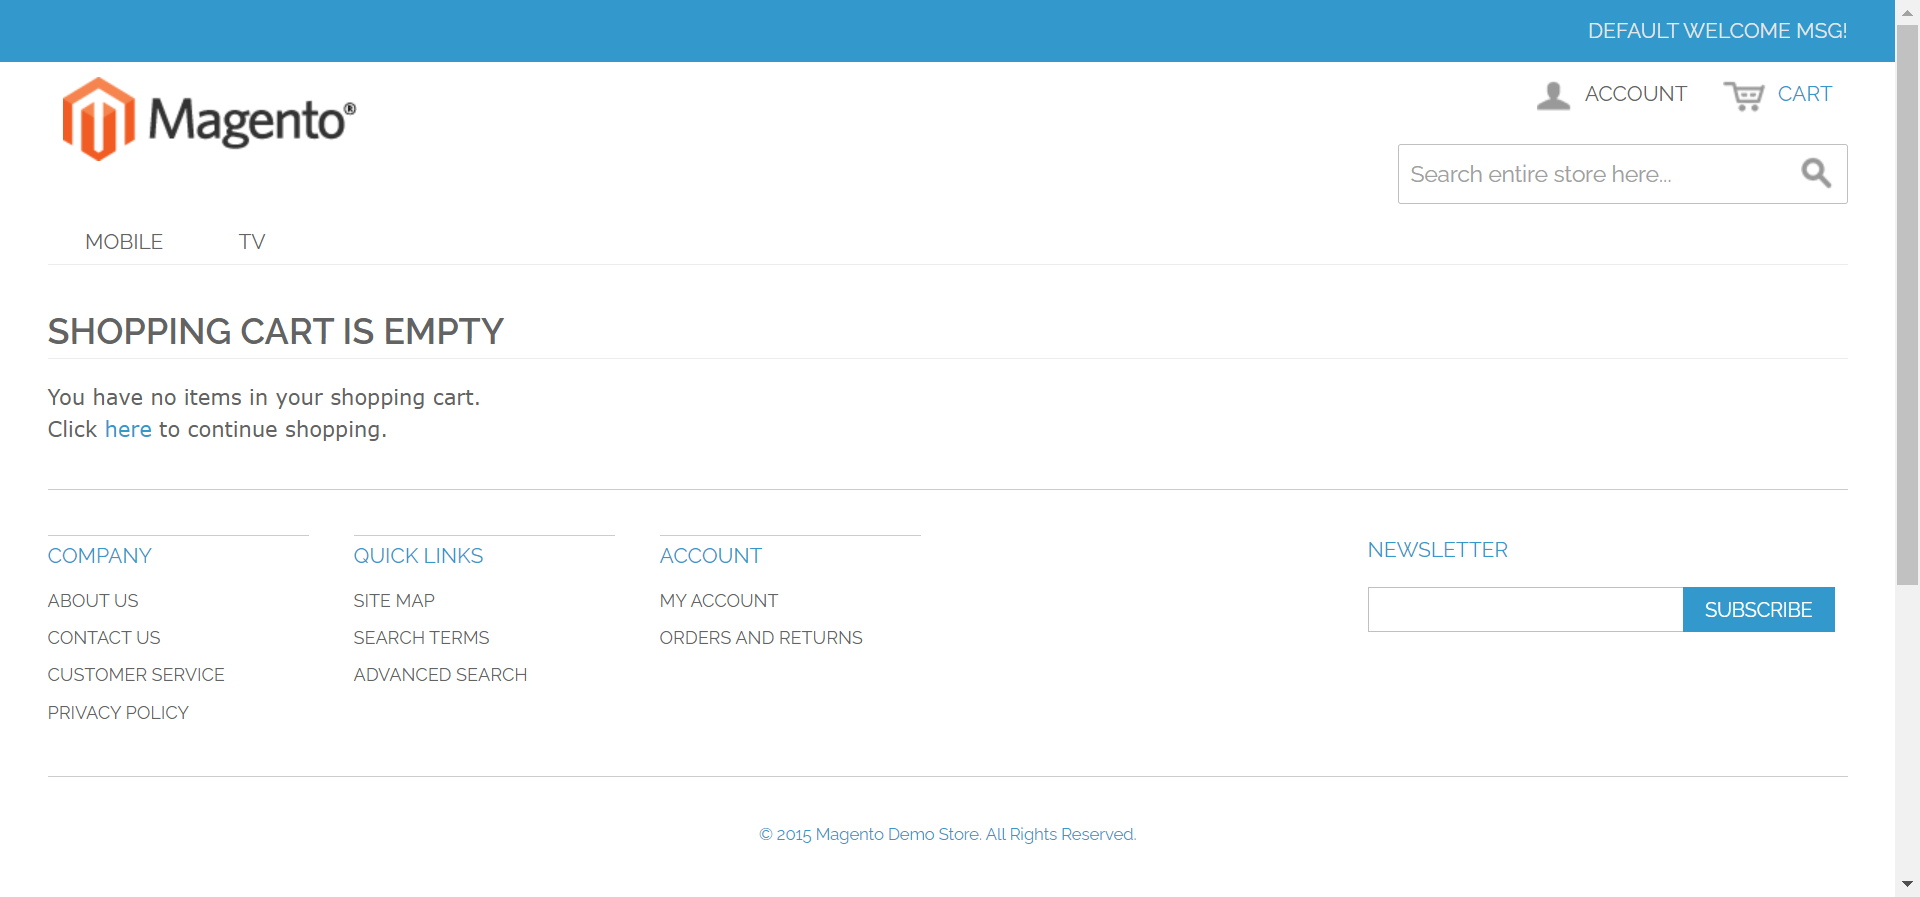 DEFAULT WELCOME MSG!
Magento®
ACCOUNT
CART
Search entire store here...
MOBILE
TV
SHOPPING CART IS EMPTY
You have no items in your shopping cart.
Click here to continue shopping.
COMPANY
ABOUT US
CONTACT US
CUSTOMER SERVICE
PRIVACY POLICY
QUICK LINKS
SITE MAP
SEARCH TERMS
ADVANCED SEARCH
ACCOUNT
MY ACCOUNT
ORDERS AND RETURNS
NEWSLETTER
SUBSCRIBE
© 2015 Magento Demo Store. All Rights Reserved.